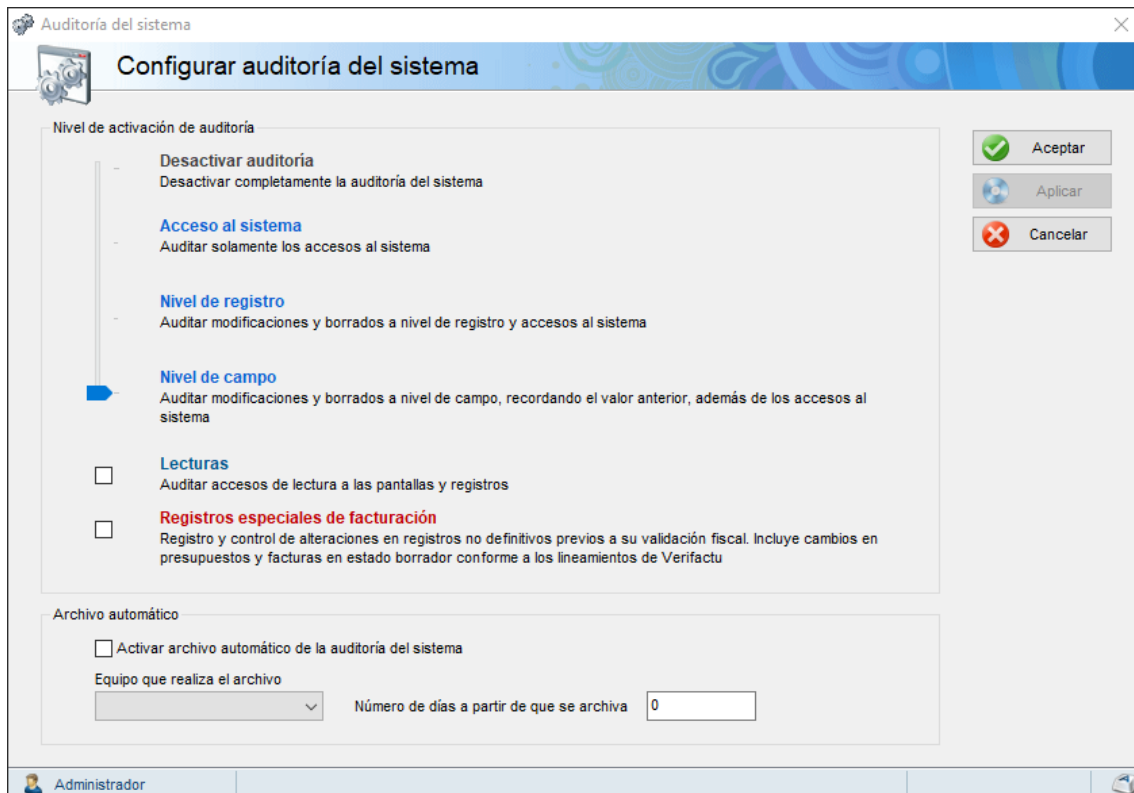 Auditoría del sistema
Configurar auditoría del sistema
Nivel de activación de auditoría
Desactivar auditoría
Desactivar completamente la auditoría del sistema
Acceso al sistema
Auditar solamente los accesos al sistema
Nivel de registro
Auditar modificaciones y borrados a nivel de registro y accesos al sistema
Nivel de campo
Auditar modificaciones y borrados a nivel de campo, recordando el valor anterior, además de los accesos al
sistema
Lecturas
Auditar accesos de lectura a las pantallas y registros
Registros especiales de facturación
Registro y control de alteraciones en registros no definitivos previos a su validación fiscal. Incluye cambios en
presupuestos y facturas en estado borrador conforme a los lineamientos de Verifactu
Aceptar
Aplicar
Cancelar
Archivo automático
Activar archivo automático de la auditoría del sistema
Equipo que realiza el archivo
Número de días a partir de que se archiva 0
Administrador